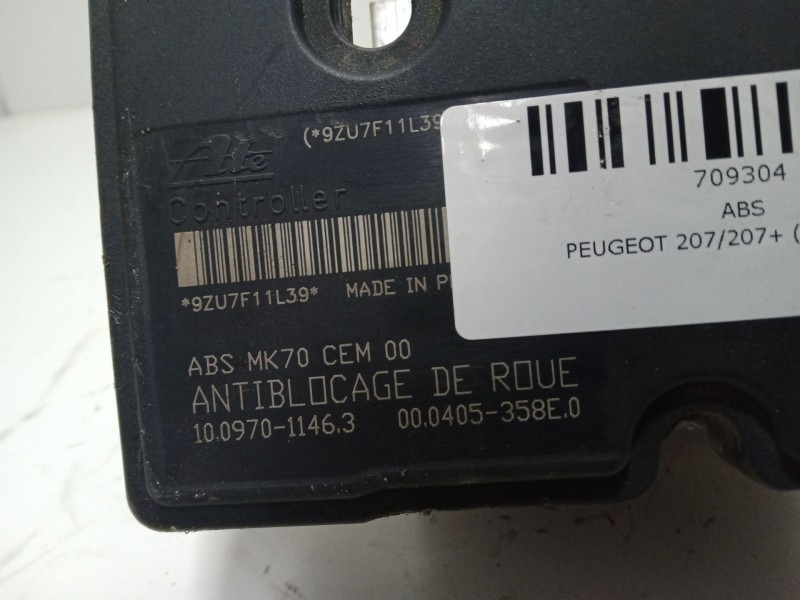 (*9ZU7F11L39
Ate
Controller
*9ZU7F11L39* MADE IN
ABS MK70 CEM 00
ANTIBLOCAGE DE ROUE
10.0970-1146.3 00.0405-358E.0
709304
ABS
PEUGEOT 207/207+ (